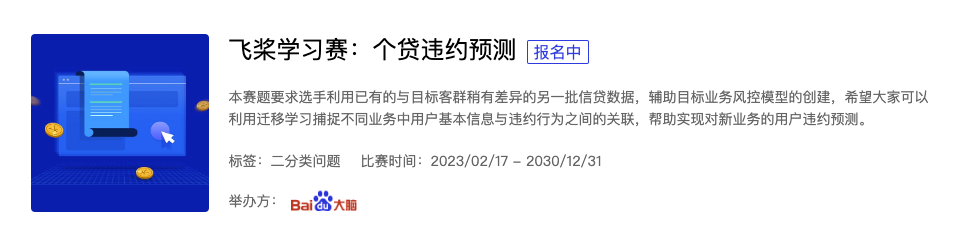 飞桨学习赛：个贷违约预测 报名中
本赛题要求选手利用已有的与目标客群稍有差异的另一批信贷数据，辅助目标业务风控模型的创建，希望大家可以
利用迁移学习捕捉不同业务中用户基本信息与违约行为之间的关联，帮助实现对新业务的用户违约预测。
标签：二分类问题 比赛时间：2023/02/17 - 2030/12/31
举办方： Bai du 大脑